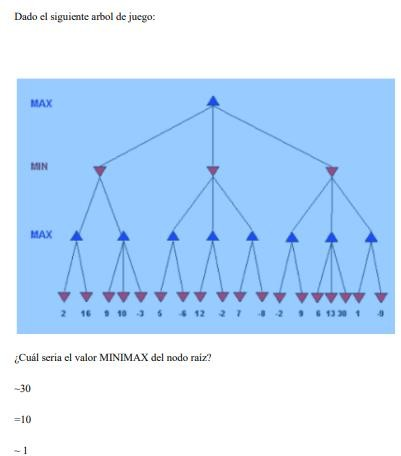 Dado el siguiente arbol de juego:
MAX
MIN
MAX
2 16 9 10 -3 5 -6 12 -2 7 -8 -2 9 6 13 30 1 -9
¿Cuál seria el valor MINIMAX del nodo raíz?
~30
=10
~ 1